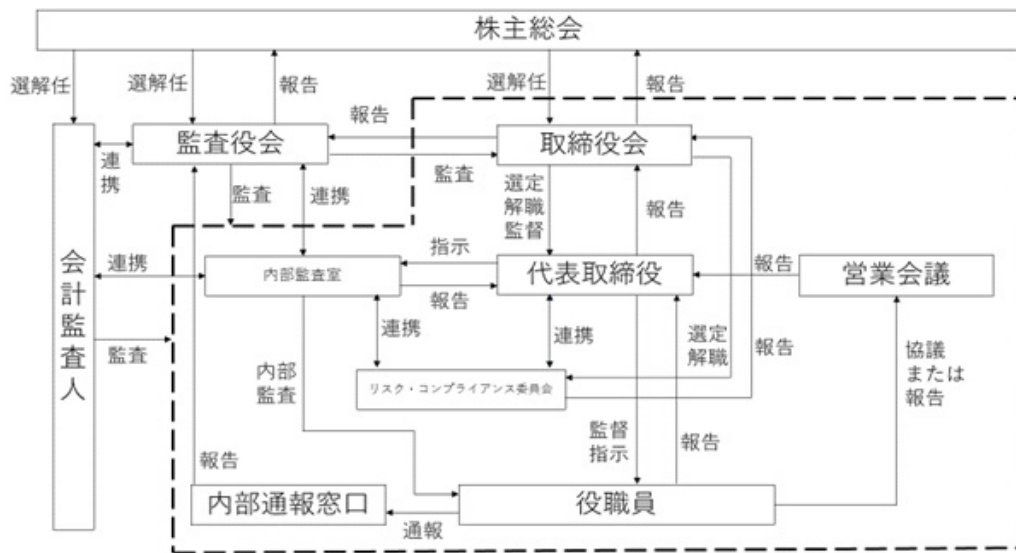 株主総会
選解任
選解任
報告
選解任
報告
報告
監査役会
取締役会
連
携
監査
連携
監査
選定
解職
監督
報告
会計監査人
連携
内部監査室
指示
報告
代表取締役
報告
営業会議
監査
連携
連携
選定
解職
報告
協議
または
報告
内部
監査
リスク・コンプライアンス委員会
監督
指示
報告
報告
内部通報窓口
通報
役職員